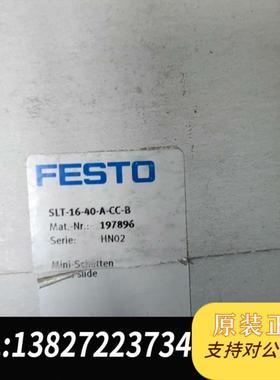 FESTO
SLT-16-40-A-CC-B
Mat.-Nr.: 197896
Serie: HN02
Mini-Schlitten
slide
:13827223734
原装正
支持对公